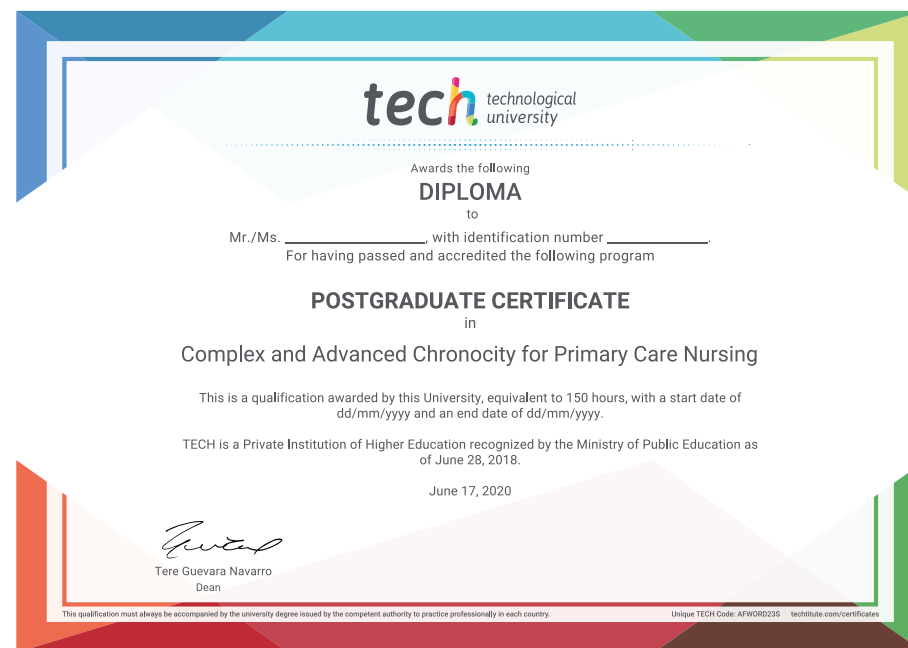 tech technological
university
Awards the following
DIPLOMA
to
Mr./Ms. ____________________, with identification number ______________.
For having passed and accredited the following program
POSTGRADUATE CERTIFICATE
in
Complex and Advanced Chronocity for Primary Care Nursing
This is a qualification awarded by this University, equivalent to 150 hours, with a start date of
dd/mm/yyyy and an end date of dd/mm/yyyy.
TECH is a Private Institution of Higher Education recognized by the Ministry of Public Education as
of June 28, 2018.
June 17, 2020
Tere Guevara Navarro
Dean
This qualification must always be accompanied by the university degree issued by the competent authority to practice professionally in each country.
Unique TECH Code: AFWORD23S techtitute.com/certificates